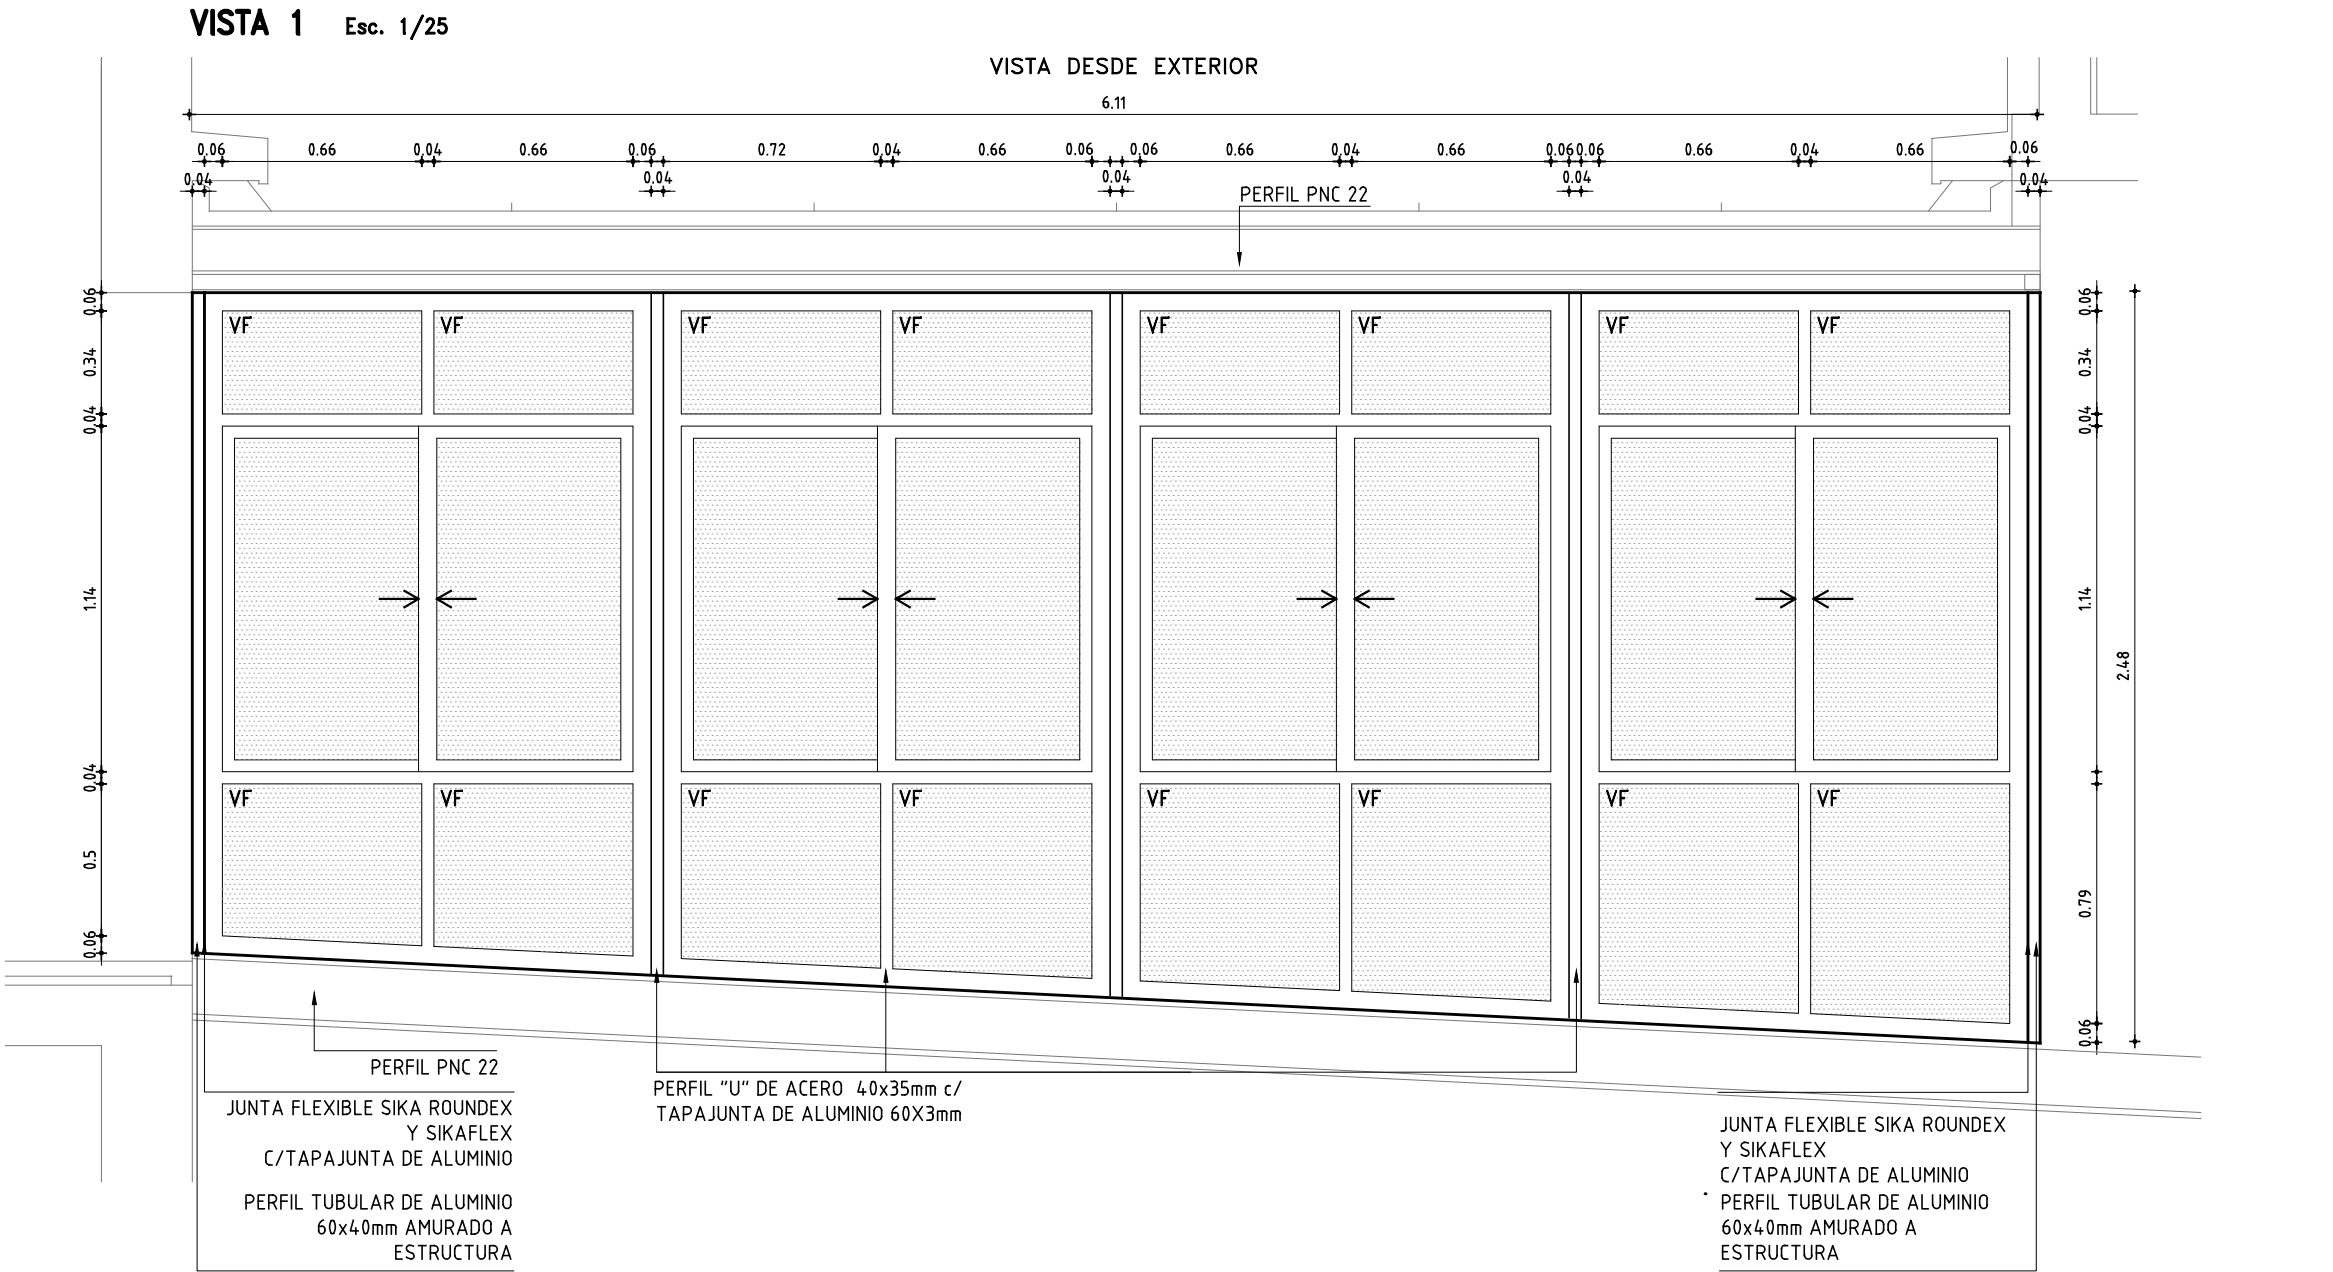 VISTA 1 Esc. 1/25
VISTA DESDE EXTERIOR
6.11
0.06 0.66 0.04 0.66 0.06 0.72 0.04 0.66 0.06 0.06 0.66 0.04 0.66 0.06 0.06 0.66 0.04 0.66 0.06
0.04 0.04 0.04 0.04 0.04
PERFIL PNC 22
0.06 0.06
VF VF VF VF VF VF VF VF
0.34 0.34
0.04 0.04
1.14 1.14
2.48
0.04
VF VF VF VF VF VF VF VF
0.5
0.79
0.06
0.06
PERFIL PNC 22
PERFIL "U" DE ACERO 40x35mm c/
TAPAJUNTA DE ALUMINIO 60X3mm
JUNTA FLEXIBLE SIKA ROUNDEX
Y SIKAFLEX
C/TAPAJUNTA DE ALUMINIO
PERFIL TUBULAR DE ALUMINIO
60x40mm AMURADO A
ESTRUCTURA
JUNTA FLEXIBLE SIKA ROUNDEX
Y SIKAFLEX
C/TAPAJUNTA DE ALUMINIO
PERFIL TUBULAR DE ALUMINIO
60x40mm AMURADO A
ESTRUCTURA